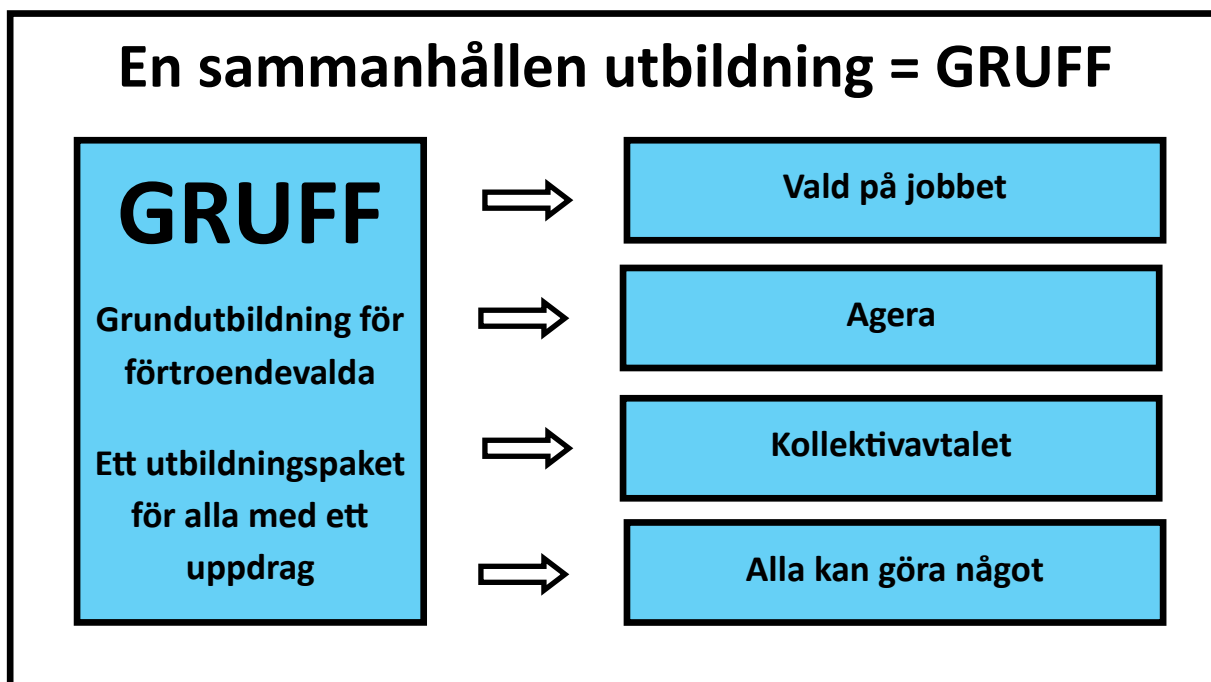 En sammanhållen utbildning = GRUFF
GRUFF
Grundutbildning för
förtroendevalda
Ett utbildningspaket
för alla med ett
uppdrag
Vald på jobbet
Agera
Kollektivavtalet
Alla kan göra något